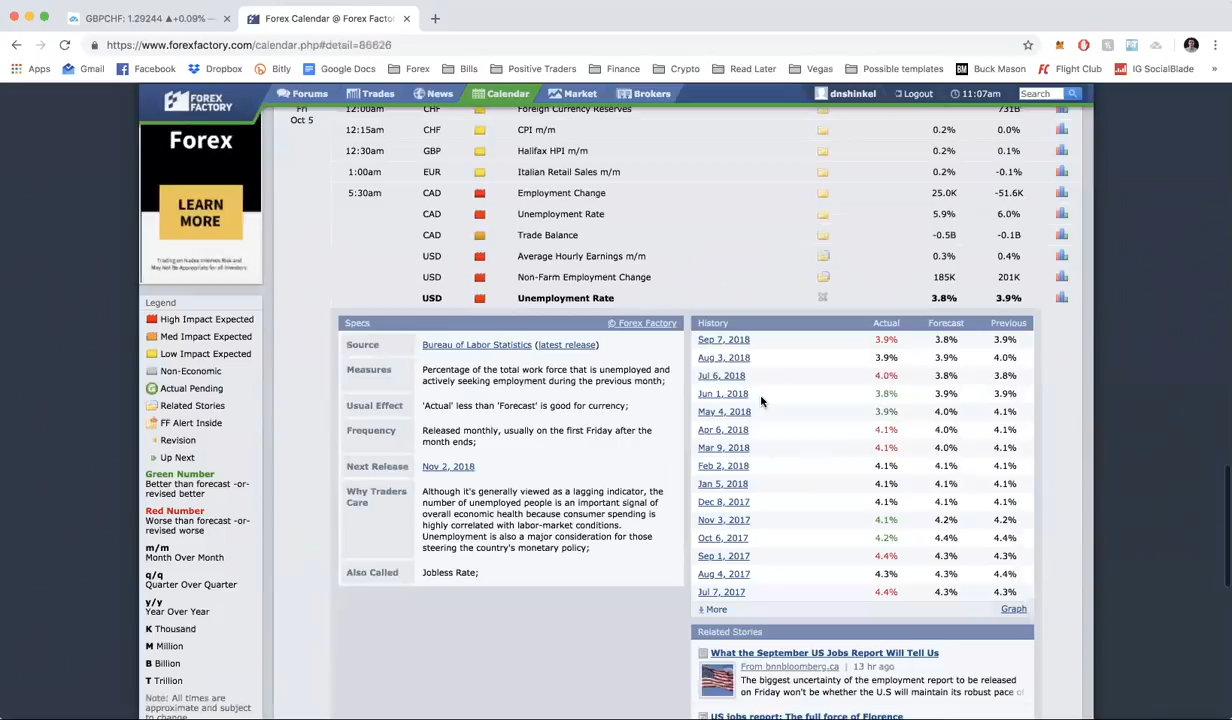 GBPCHF: 1.29244 ▲+0.09% —
Forex Calendar @ Forex Facto
https://www.forexfactory.com/calendar.php#detail=86626
Apps Gmail Facebook Dropbox Bitly Google Docs Forex Bills Positive Traders Finance Crypto Read Later Vegas Possible templates BM Buck Mason FC Flight Club IG SocialBlade »
FOREX FACTORY Forums Trades News Calendar Market Brokers dnshinkel Logout 11:07am Search
Forex
LEARN MORE
Trading on Nadex involves risk and
may not be appropriate for all investors.
Legend
High Impact Expected
Med Impact Expected
Low Impact Expected
Non-Economic
Actual Pending
Related Stories
FF Alert Inside
Revision
Up Next
Green Number
Better than forecast -or-
revised better
Red Number
Worse than forecast -or-
revised worse
m/m
Month Over Month
q/q
Quarter Over Quarter
y/y
Year Over Year
K Thousand
M Million
B Billion
T Trillion
Note: All times are
approximate and subject
to change
Fri 12:00am CHF Foreign Currency Reserves 731B
Oct 5
12:15am CHF CPI m/m 0.2% 0.0%
12:30am GBP Halifax HPI m/m 0.2% 0.1%
1:00am EUR Italian Retail Sales m/m 0.2% -0.1%
5:30am CAD Employment Change 25.0K -51.6K
CAD Unemployment Rate 5.9% 6.0%
CAD Trade Balance -0.5B -0.1B
USD Average Hourly Earnings m/m 0.3% 0.4%
USD Non-Farm Employment Change 185K 201K
USD Unemployment Rate 3.8% 3.9%
Specs © Forex Factory
Source Bureau of Labor Statistics (latest release)
Measures Percentage of the total work force that is unemployed and
actively seeking employment during the previous month;
Usual Effect 'Actual' less than 'Forecast' is good for currency;
Frequency Released monthly, usually on the first Friday after the
month ends;
Next Release Nov 2, 2018
Why Traders Care Although it's generally viewed as a lagging indicator, the
number of unemployed people is an important signal of
overall economic health because consumer spending is
highly correlated with labor-market conditions.
Unemployment is also a major consideration for those
steering the country's monetary policy;
Also Called Jobless Rate;
History Actual Forecast Previous
Sep 7, 2018 3.9% 3.8% 3.9%
Aug 3, 2018 3.9% 3.9% 4.0%
Jul 6, 2018 4.0% 3.8% 3.8%
Jun 1, 2018 3.8% 3.9% 3.9%
May 4, 2018 3.9% 4.0% 4.1%
Apr 6, 2018 4.1% 4.0% 4.1%
Mar 9, 2018 4.1% 4.0% 4.1%
Feb 2, 2018 4.1% 4.1% 4.1%
Jan 5, 2018 4.1% 4.1% 4.1%
Dec 8, 2017 4.1% 4.1% 4.1%
Nov 3, 2017 4.1% 4.2% 4.2%
Oct 6, 2017 4.2% 4.4% 4.4%
Sep 1, 2017 4.4% 4.3% 4.3%
Aug 4, 2017 4.3% 4.3% 4.4%
Jul 7, 2017 4.4% 4.3% 4.3%
More Graph
Related Stories
What the September US Jobs Report Will Tell Us
From bnnbloomberg.ca | 13 hr ago
The biggest uncertainty of the employment report to be released
on Friday won't be whether the U.S will maintain its robust pace of
US jobs report: The full force of Florence